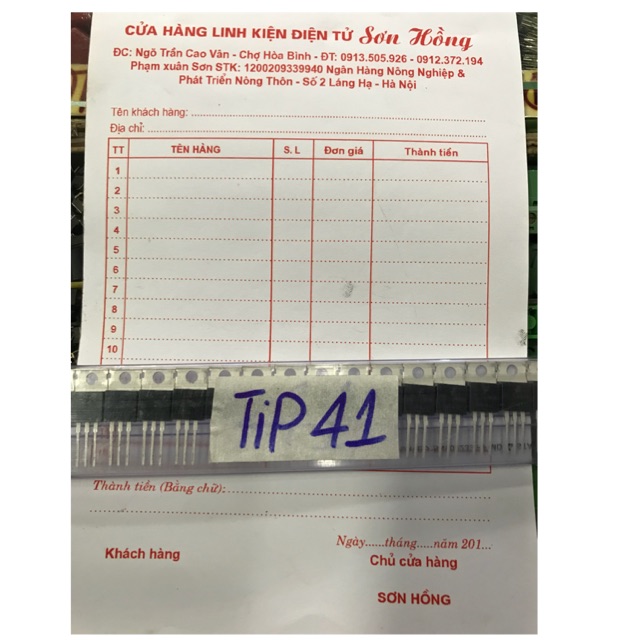 CỬA HÀNG LINH KIỆN ĐIỆN TỬ Sơn Hồng
ĐC: Ngõ Trần Cao Vân - Chợ Hòa Bình - ĐT: 0913.505.926 - 0912.372.194
Phạm xuân Sơn STK: 1200209339940 Ngân Hàng Nông Nghiệp &
Phát Triển Nông Thôn - Số 2 Láng Hạ - Hà Nội
Tên khách hàng:
Địa chỉ:
TT TÊN HÀNG S. L Đơn giá Thành tiền
1
2
3
4
5
6
7
8
9
10
TiP 41
Thành tiền (Bằng chữ):
Ngày......tháng.....năm 201...
Khách hàng Chủ cửa hàng
SƠN HỒNG